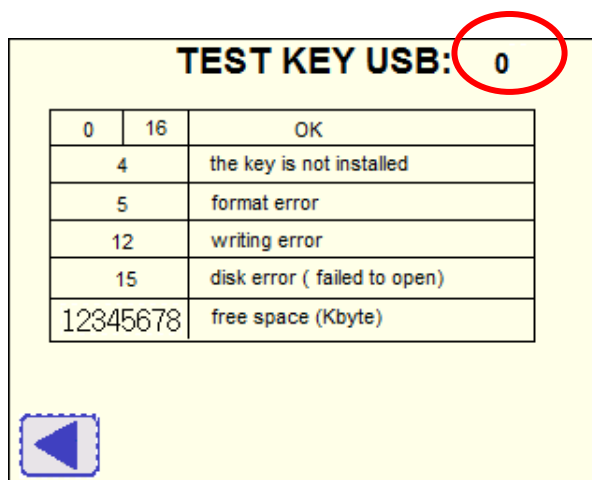 TEST KEY USB: 0
0 16 OK
4 the key is not installed
5 format error
12 writing error
15 disk error ( failed to open)
12345678 free space (Kbyte)